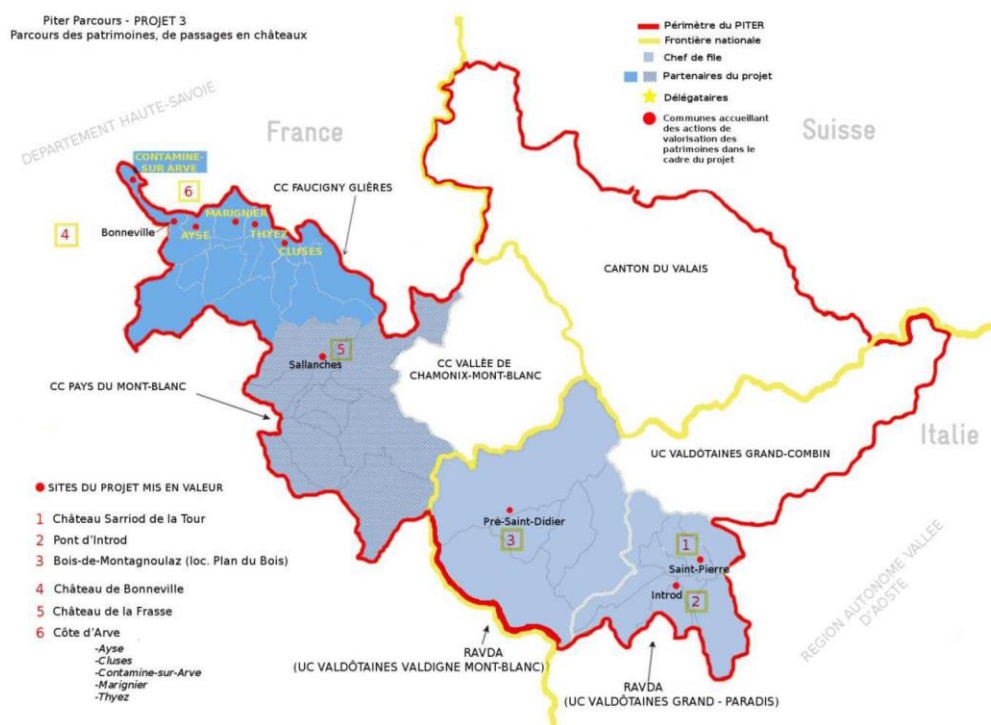 Piter Parcours - PROJET 3
Parcours des patrimoines, de passages en châteaux
Périmètre du PITER
Frontière nationale
Chef de file
Partenaires du projet
Délégataires
Communes accueillant
des actions de
valorisation des
patrimoines dans le
cadre du projet
DEPARTEMENT HAUTE-SAVOIE
France
Suisse
CONTAMINE-
SUR ARVE
6
CC FAUCIGNY GLIÈRES
4
Bonneville
AYSE
MARIGNIER
THYEZ
CLUSES
CANTON DU VALAIS
5
Sallanches
CC VALLÉE DE
CHAMONIX-MONT-BLANC
CC PAYS DU MONT-BLANC
Italie
UC VALDÔTAINES GRAND-COMBIN
SITES DU PROJET MIS EN VALEUR
1 Château Sarriod de la Tour
2 Pont d'Introd
3 Bois-de-Montagnoulaz (loc. Plan du Bois)
4 Château de Bonneville
5 Château de la Frasse
6 Côte d'Arve
-Ayse
-Cluses
-Contamine-sur-Arve
-Marignier
-Thyez
Pré-Saint-Didier
3
1
Saint-Pierre
Introd
2
REGION AUTONOME VALLEE
D'AOSTE
RAVDA
(UC VALDÔTAINES VALDIGNE MONT-BLANC)
RAVDA
(UC VALDÔTAINES GRAND - PARADIS)